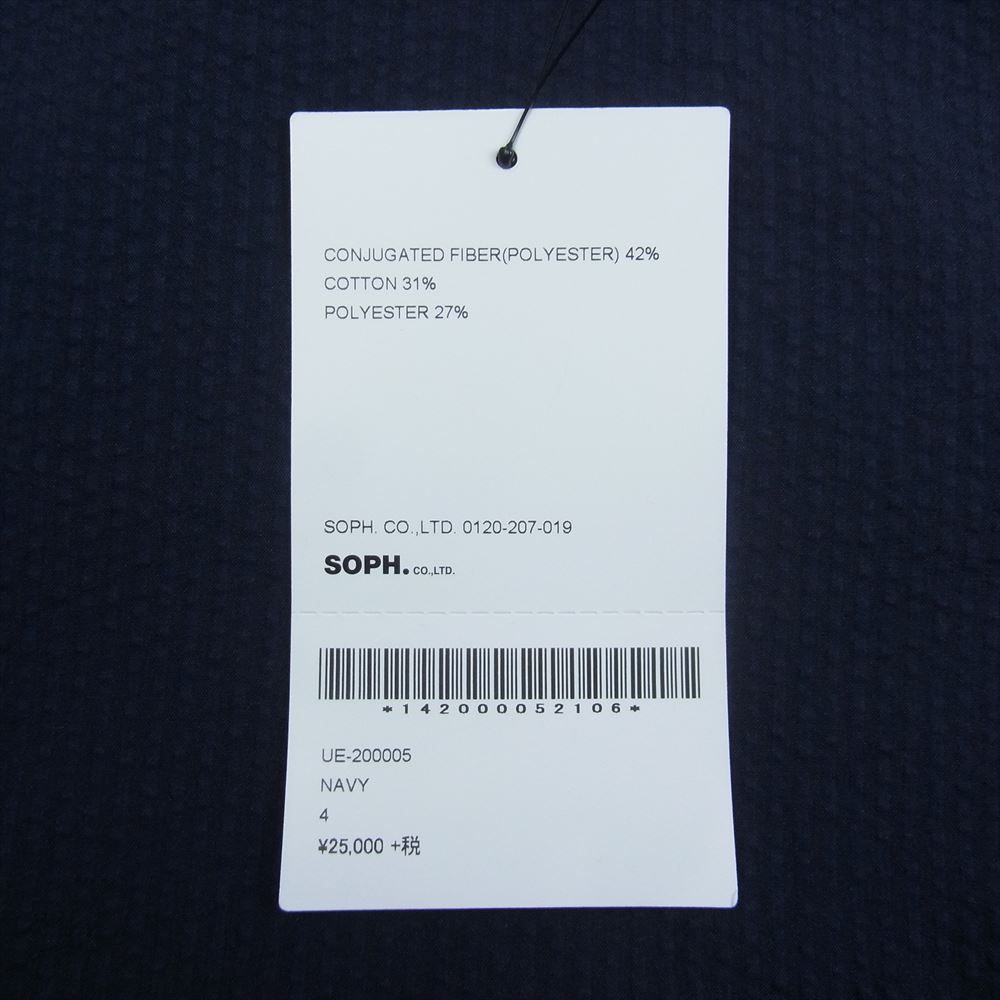 CONJUGATED FIBER(POLYESTER) 42%
COTTON 31%
POLYESTER 27%
SOPH. CO.,LTD. 0120-207-019
SOPH. CO.,LTD.
*142000052106*
UE-200005
NAVY
4
¥25,000 +税